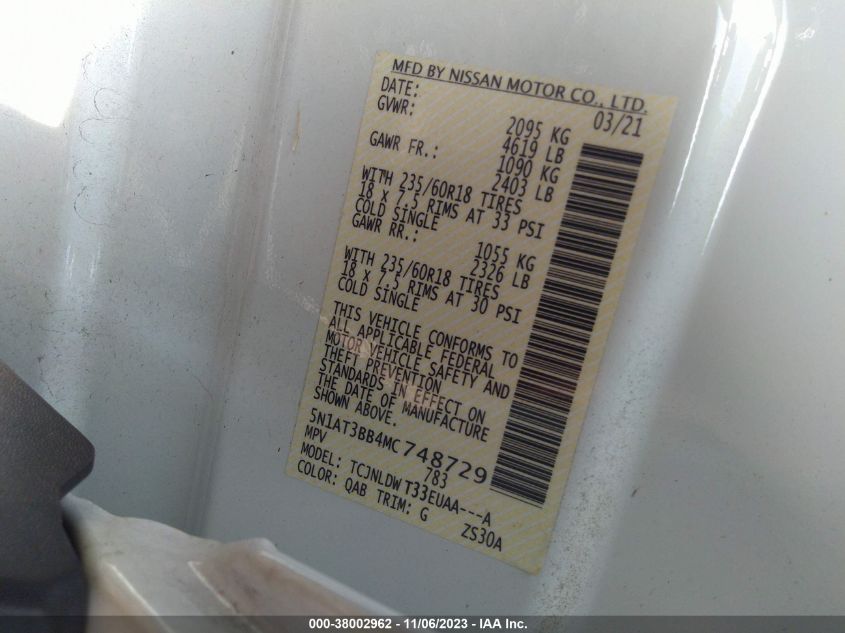 MFD BY NISSAN MOTOR CO., LTD.
DATE: 03/21
GVWR: 2095 KG
4619 LB
GAWR FR.: 1090 KG
2403 LB
WITH 235/60R18 TIRES
18 x 7.5 RIMS AT 33 PSI
COLD SINGLE
GAWR RR.: 1055 KG
2326 LB
WITH 235/60R18 TIRES
18 x 7.5 RIMS AT 30 PSI
COLD SINGLE
THIS VEHICLE CONFORMS TO
ALL APPLICABLE FEDERAL
MOTOR VEHICLE SAFETY AND
THEFT PREVENTION
STANDARDS IN EFFECT ON
THE DATE OF MANUFACTURE
SHOWN ABOVE.
5N1AT3BB4MC748729
MPV 783
MODEL: TCJNLDW T33EUAA---A
COLOR: QAB TRIM: G ZS30A
000-38002962 - 11/06/2023 - IAA Inc.